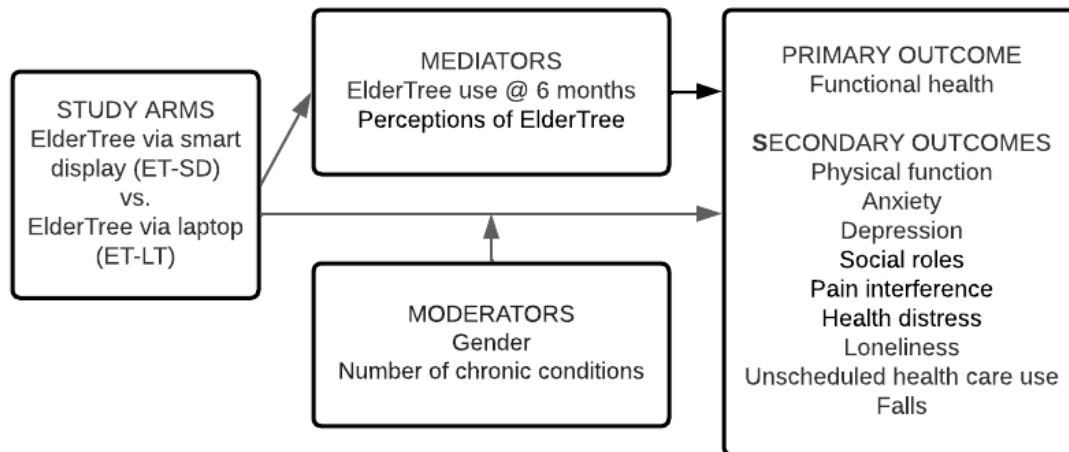 STUDY ARMS
ElderTree via smart
display (ET-SD)
vs.
ElderTree via laptop
(ET-LT)
MEDIATORS
ElderTree use @ 6 months
Perceptions of ElderTree
MODERATORS
Gender
Number of chronic conditions
PRIMARY OUTCOME
Functional health
SECONDARY OUTCOMES
Physical function
Anxiety
Depression
Social roles
Pain interference
Health distress
Loneliness
Unscheduled health care use
Falls